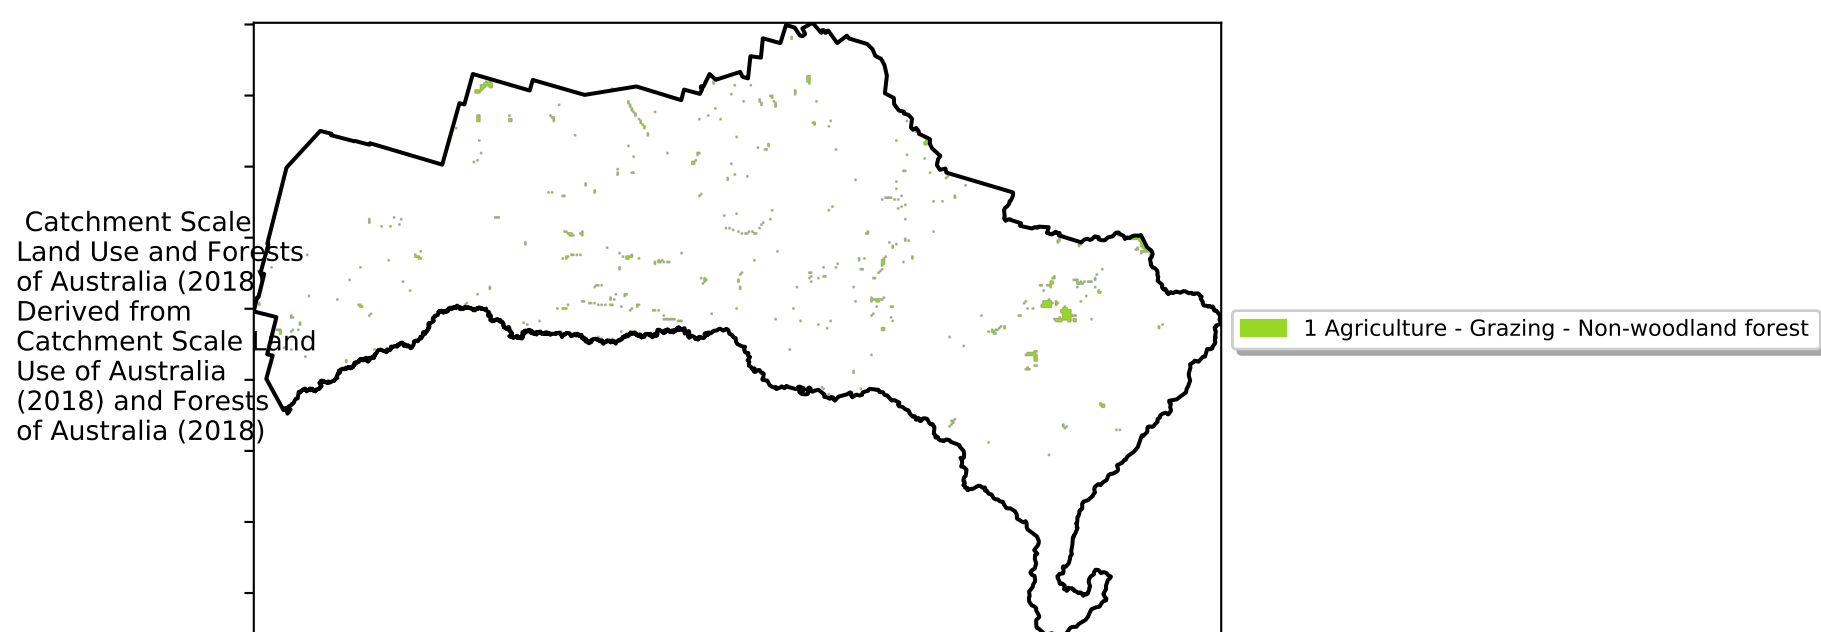 Catchment Scale
Land Use and Forests
of Australia (2018)
Derived from
Catchment Scale Land
Use of Australia
(2018) and Forests
of Australia (2018)
1 Agriculture - Grazing - Non-woodland forest